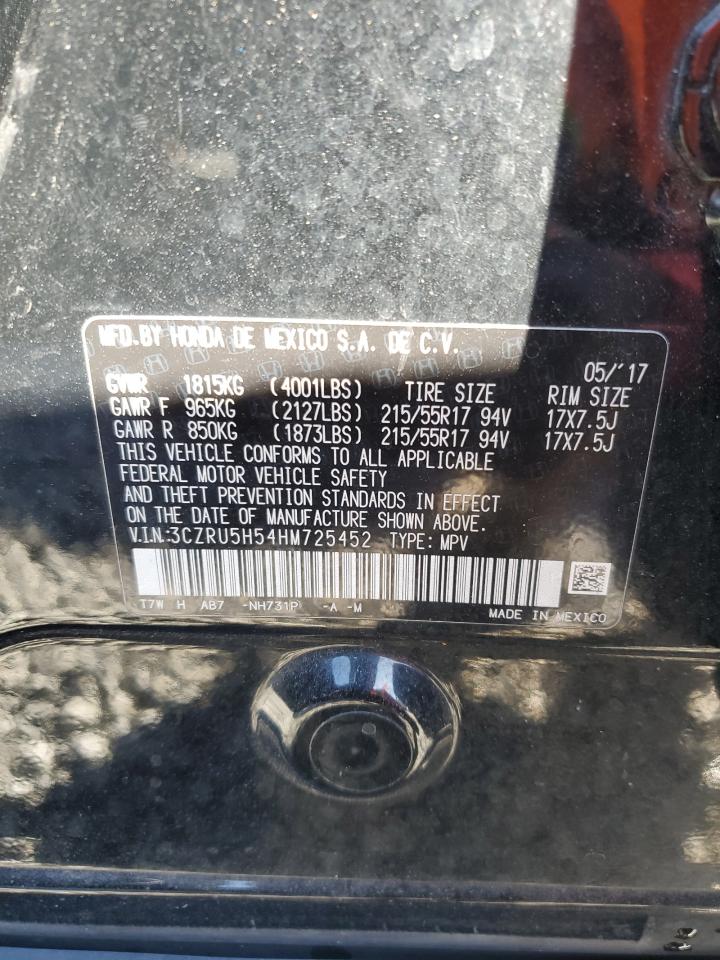 MFD.BY HONDA DE MEXICO S.A. DE C.V.
05/'17
GVWR 1815KG (4001LBS) TIRE SIZE RIM SIZE
GAWR F 965KG (2127LBS) 215/55R17 94V 17X7.5J
GAWR R 850KG (1873LBS) 215/55R17 94V 17X7.5J
THIS VEHICLE CONFORMS TO ALL APPLICABLE
FEDERAL MOTOR VEHICLE SAFETY
AND THEFT PREVENTION STANDARDS IN EFFECT
ON THE DATE OF MANUFACTURE SHOWN ABOVE.
V.I.N.:3CZRU5H54HM725452 TYPE: MPV
T7W H AB7 -NH731P -A -M
MADE IN MEXICO